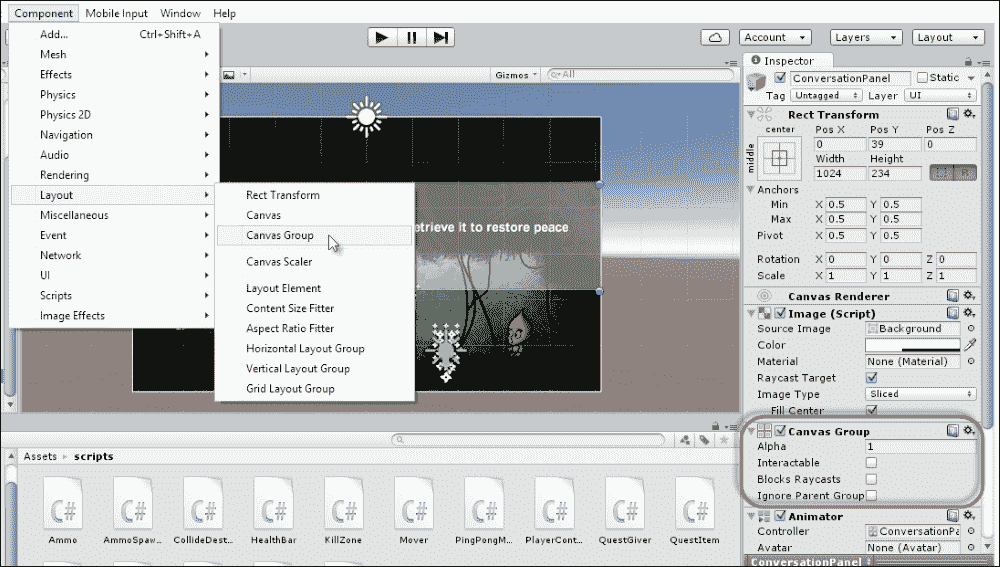 Component Mobile Input Window Help
Add... Ctrl+Shift+A
Mesh
Effects
Physics
Physics 2D
Navigation
Audio
Rendering
Layout
Miscellaneous
Event
Network
UI
Scripts
Image Effects
Rect Transform
Canvas
Canvas Group
Canvas Scaler
Layout Element
Content Size Fitter
Aspect Ratio Fitter
Horizontal Layout Group
Vertical Layout Group
Grid Layout Group
Account Layers Layout
Gizmos All
etrieve it to restore peace
Assets scripts
C# C# C# C# C# C# C# C# C# C#
Ammo AmmoSpaw... CollideDest... HealthBar KillZone Mover PingPongM... PlayerCont... QuestGiver QuestItem
Inspector
ConversationPanel Static
Tag Untagged Layer UI
Rect Transform
center Pos X Pos Y Pos Z
middle 0 39 0
Width Height
1024 234 R
Anchors
Min X 0.5 Y 0.5
Max X 0.5 Y 0.5
Pivot X 0.5 Y 0.5
Rotation X 0 Y 0 Z 0
Scale X 1 Y 1 Z 1
Canvas Renderer
Image (Script)
Source Image Background
Color
Material None (Material)
Raycast Target
Image Type Sliced
Fill Center
Canvas Group
Alpha 1
Interactable
Blocks Raycasts
Ignore Parent Group
Animator
Controller ConversationPa
Avatar None (Avatar)
ConversationPanel